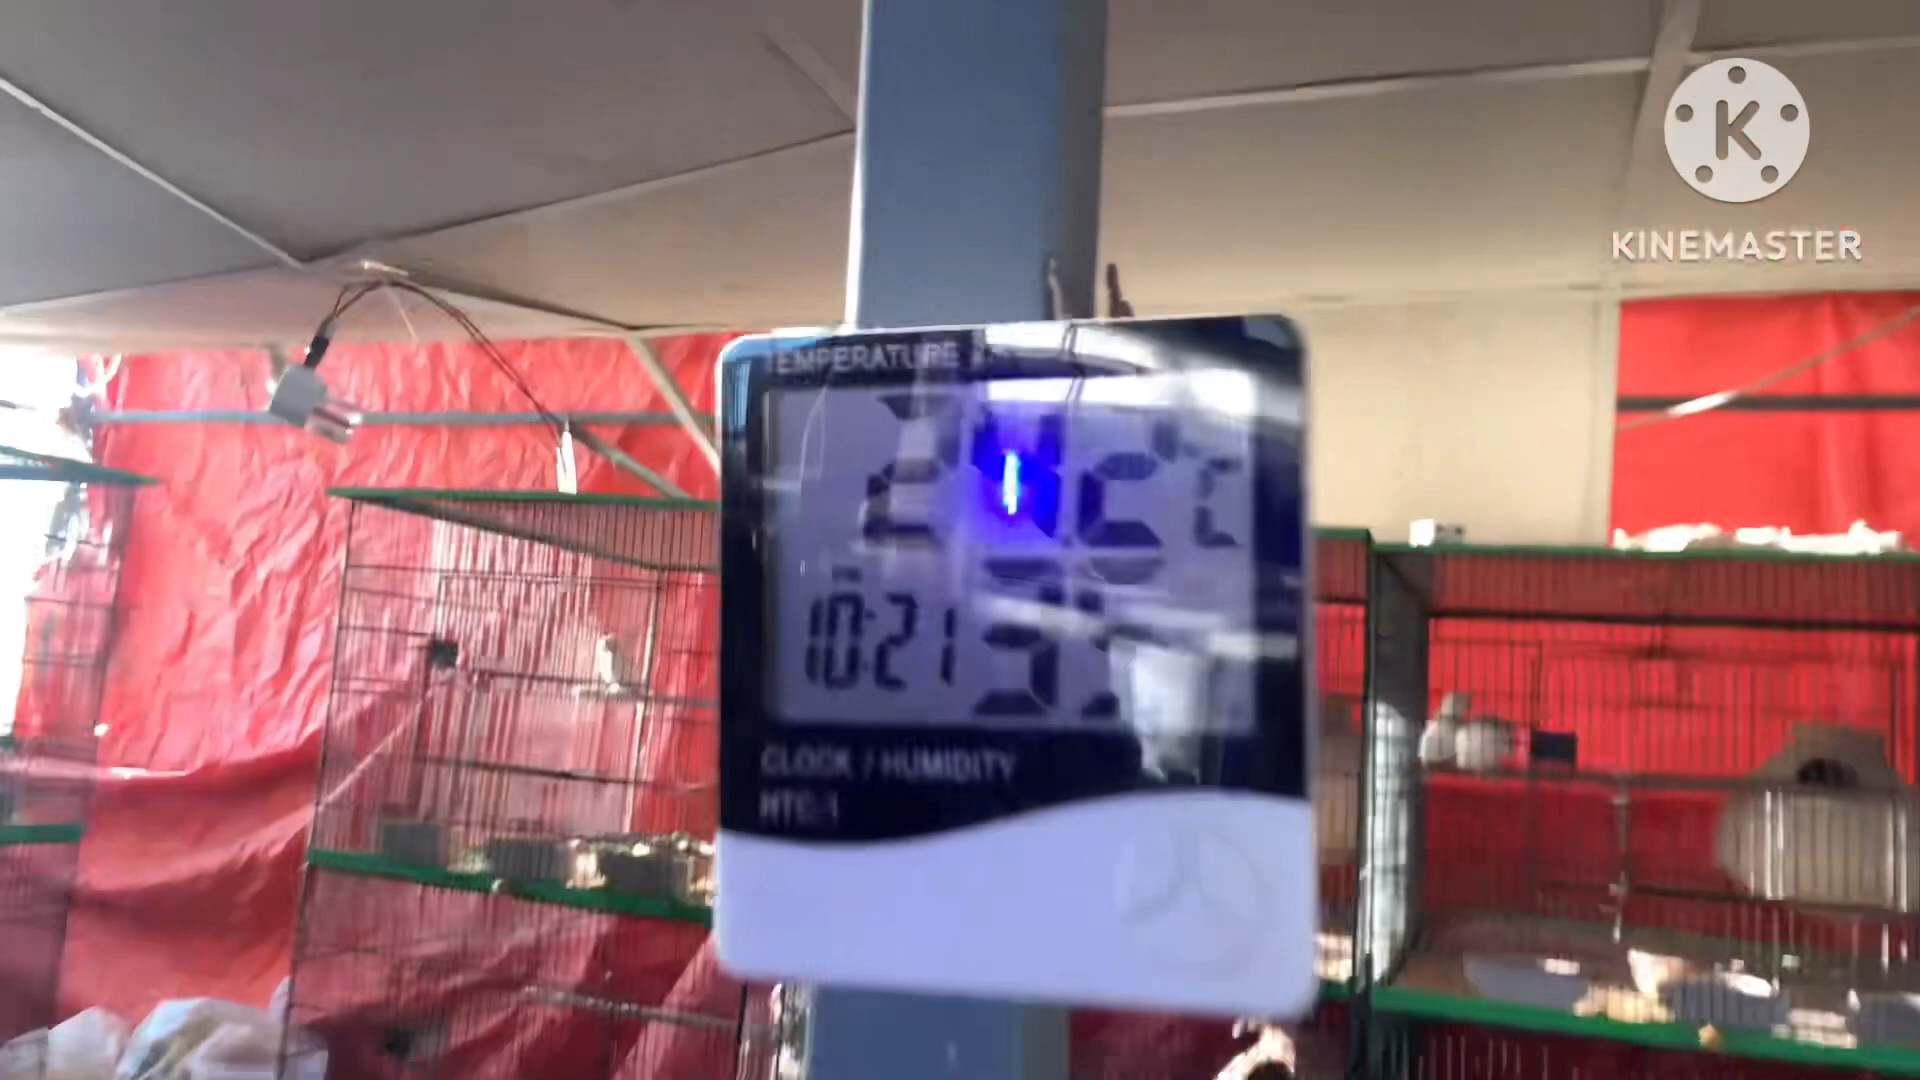 K
KINEMASTER
TEMPERATURE
°C
10:21
CLOCK / HUMIDITY
HTC-1